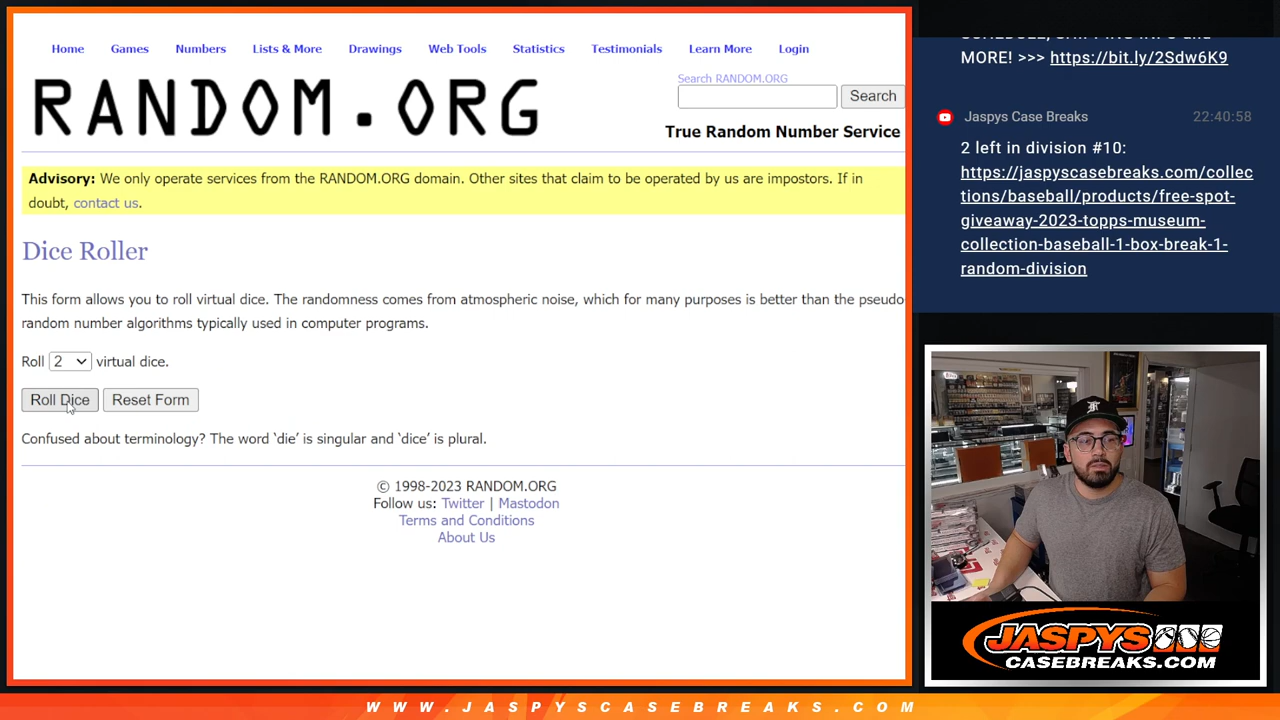 Home Games Numbers Lists & More Drawings Web Tools Statistics Testimonials Learn More Login
RANDOM.ORG
Search RANDOM.ORG
Search
True Random Number Service
Advisory: We only operate services from the RANDOM.ORG domain. Other sites that claim to be operated by us are impostors. If in
doubt, contact us.
Dice Roller
This form allows you to roll virtual dice. The randomness comes from atmospheric noise, which for many purposes is better than the pseudo-
random number algorithms typically used in computer programs.
Roll 2 virtual dice.
Roll Dice Reset Form
Confused about terminology? The word ‘die’ is singular and ‘dice’ is plural.
© 1998-2023 RANDOM.ORG
Follow us: Twitter | Mastodon
Terms and Conditions
About Us
MORE! >>> https://bit.ly/2Sdw6K9
Jaspys Case Breaks 22:40:58
2 left in division #10:
https://jaspyscasebreaks.com/collec
tions/baseball/products/free-spot-
giveaway-2023-topps-museum-
collection-baseball-1-box-break-1-
random-division
JASPYS
CASEBREAKS.COM
WWW.JASPYSCASEBREAKS.COM